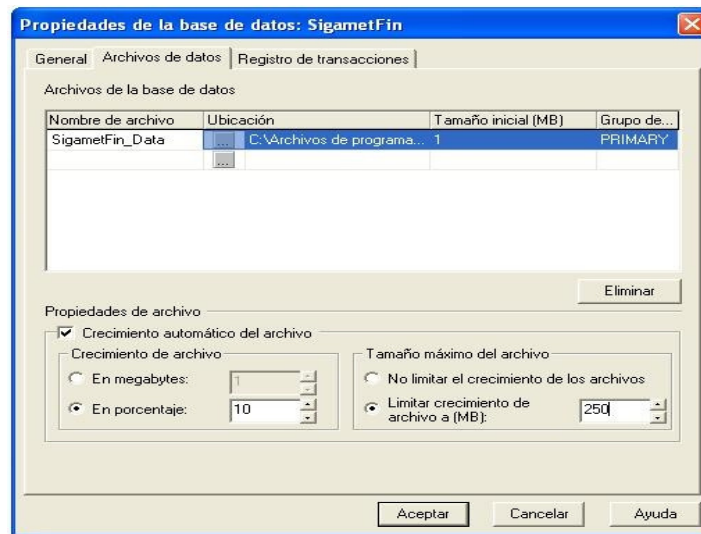 Propiedades de la base de datos: SigametFin
General Archivos de datos Registro de transacciones
Archivos de la base de datos
Nombre de archivo Ubicación Tamaño inicial (MB) Grupo de...
SigametFin_Data ... C:\Archivos de programa... 1 PRIMARY
...
Eliminar
Propiedades de archivo
Crecimiento automático del archivo
Crecimiento de archivo
En megabytes: 1
En porcentaje: 10
Tamaño máximo del archivo
No limitar el crecimiento de los archivos
Limitar crecimiento de
archivo a (MB): 250
Aceptar Cancelar Ayuda